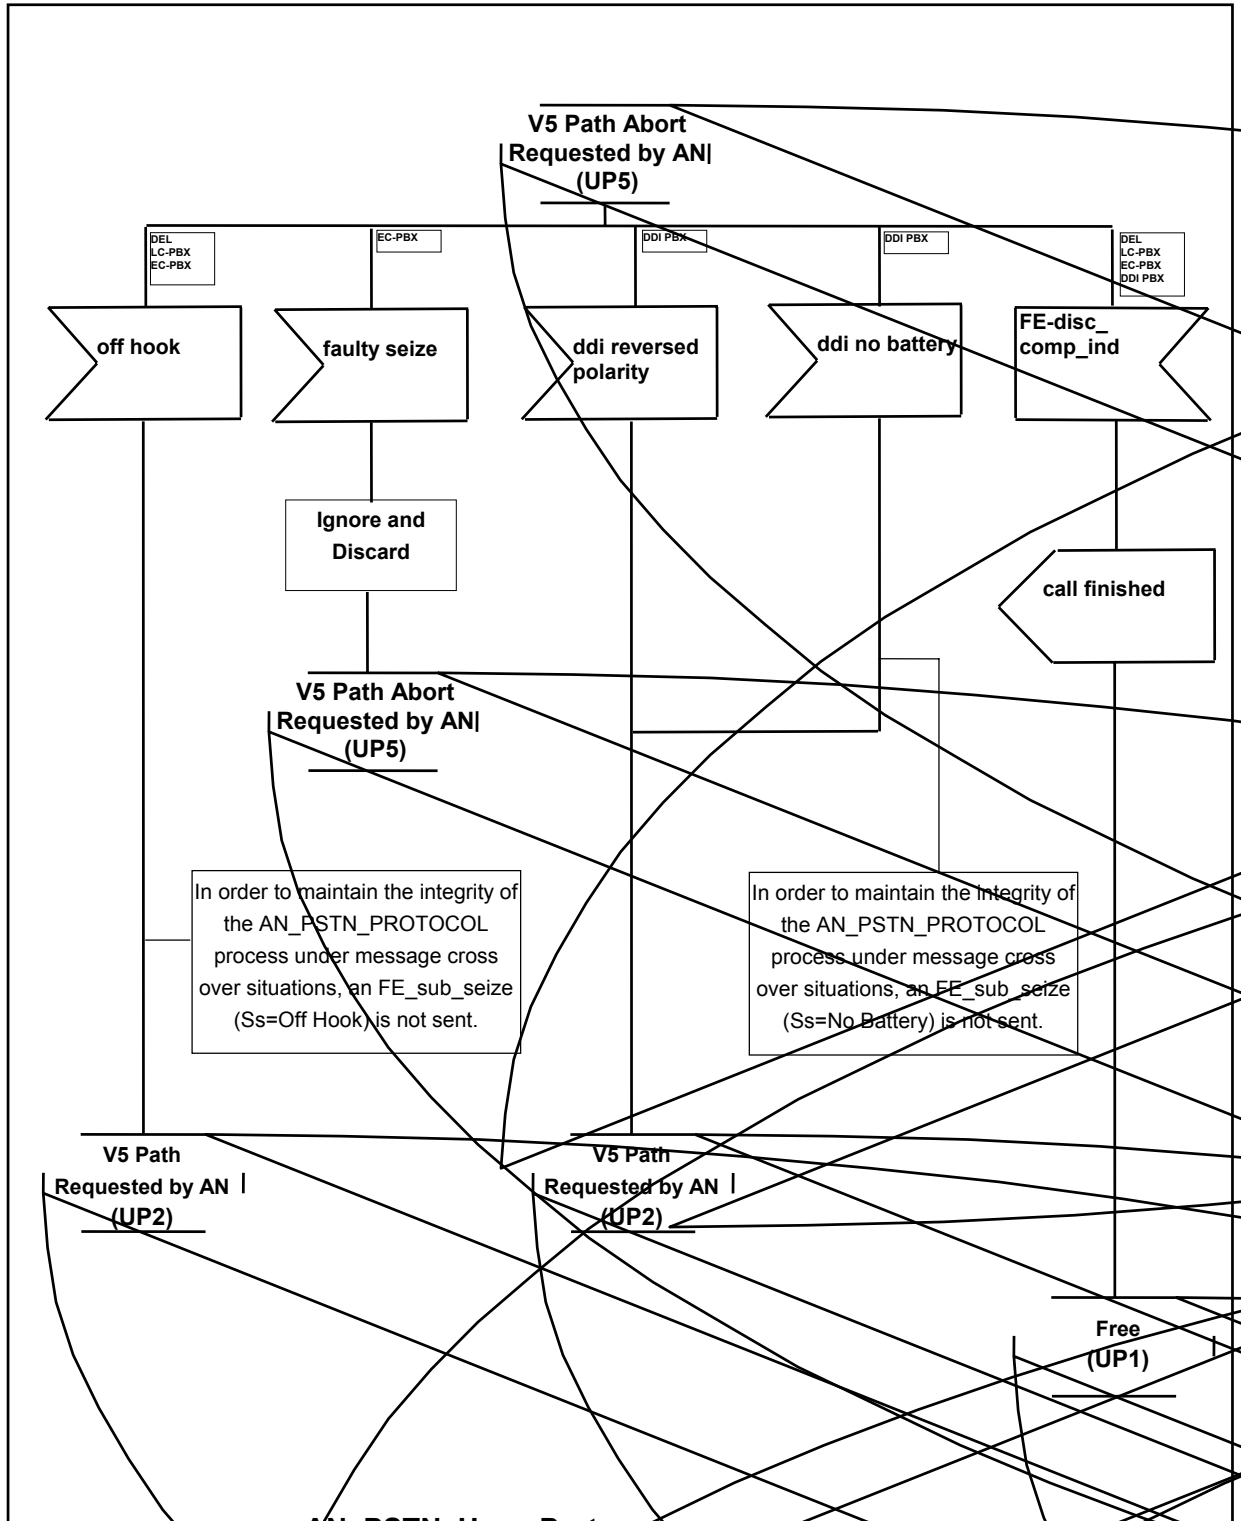 V5 Path Abort
Requested by AN
(UP5)
DEL
LC-PBX
EC-PBX
EC-PBX
DDI PBX
DDI PBX
DEL
LC-PBX
EC-PBX
DDI PBX
off hook
faulty seize
ddi reversed
polarity
ddi no battery
FE-disc_
comp_ind
Ignore and
Discard
call finished
V5 Path Abort
Requested by AN
(UP5)
In order to maintain the integrity of
the AN_PSTN_PROTOCOL
process under message cross
over situations, an FE_sub_seize
(Ss=Off Hook) is not sent.
In order to maintain the integrity of
the AN_PSTN_PROTOCOL
process under message cross
over situations, an FE_sub_seize
(Ss=No Battery) is not sent.
V5 Path
Requested by AN
(UP2)
V5 Path
Requested by AN
(UP2)
Free
(UP1)